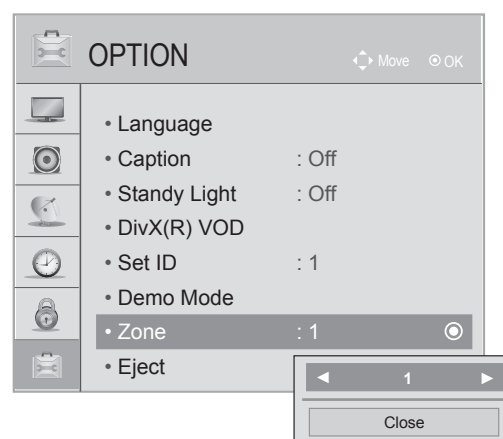 OPTION
Move OK
• Language
• Caption : Off
• Standy Light : Off
• DivX(R) VOD
• Set ID : 1
• Demo Mode
• Zone : 1
• Eject
◄ 1 ►
Close